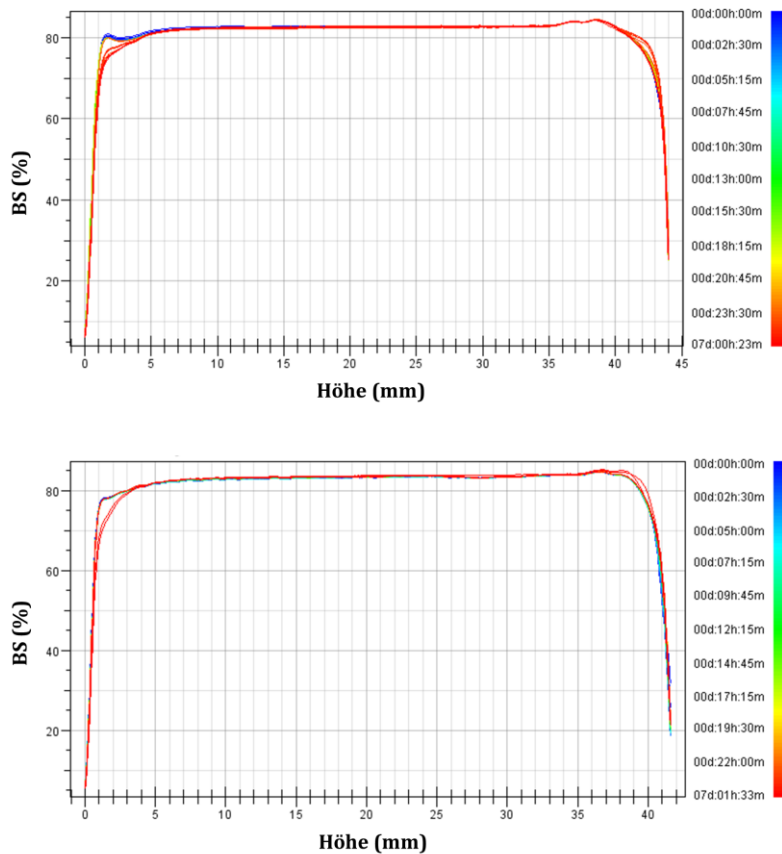 80
60
40
20
BS (%)
0 5 10 15 20 25 30 35 40 45
Höhe (mm)
00d:00h:00m
00d:02h:30m
00d:05h:15m
00d:07h:45m
00d:10h:30m
00d:13h:00m
00d:15h:30m
00d:18h:15m
00d:20h:45m
00d:23h:30m
07d:00h:23m
80
60
40
20
BS (%)
0 5 10 15 20 25 30 35 40
Höhe (mm)
00d:00h:00m
00d:02h:30m
00d:05h:00m
00d:07h:15m
00d:09h:45m
00d:12h:15m
00d:14h:45m
00d:17h:15m
00d:19h:30m
00d:22h:00m
07d:01h:33m